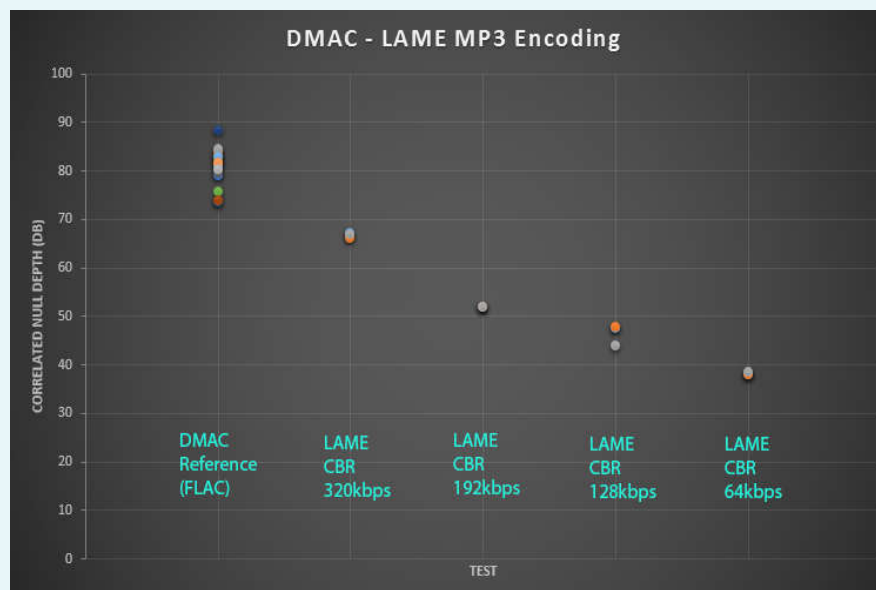 DMAC - LAME MP3 Encoding
CORRELATED NULL DEPTH (DB)
100
90
80
70
60
50
40
30
20
10
0
DMAC
Reference
(FLAC)
LAME
CBR
320kbps
LAME
CBR
192kbps
LAME
CBR
128kbps
LAME
CBR
64kbps
TEST